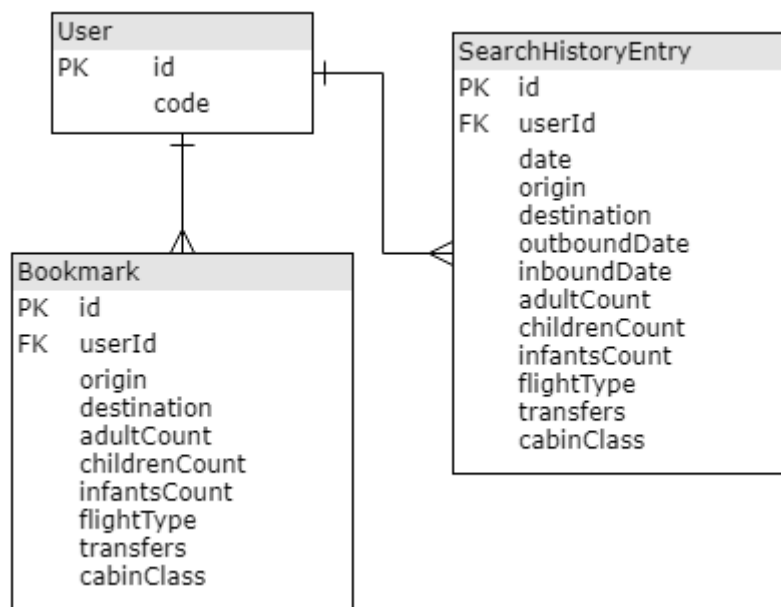 User
PK id
code
SearchHistoryEntry
PK id
FK userId
date
origin
destination
outboundDate
inboundDate
adultCount
childrenCount
infantsCount
flightType
transfers
cabinClass
Bookmark
PK id
FK userId
origin
destination
adultCount
childrenCount
infantsCount
flightType
transfers
cabinClass